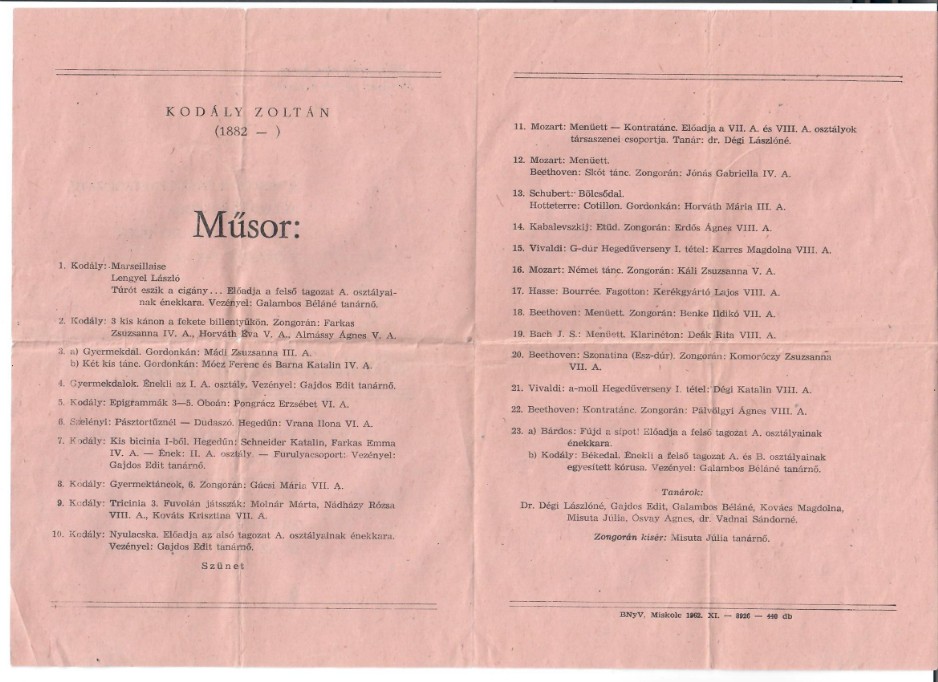 KODÁLY ZOLTÁN
(1882 — )
Műsor:
1. Kodály: Marseillaise
Lengyel László
Túrót eszik a cigány... Előadja a felső tagozat A. osztályai-
nak énekkara. Vezényel: Galambos Béláné tanárnő.
2. Kodály: 3 kis kánon a fekete billentyűkön. Zongorán: Farkas
Zsuzsanna IV. A., Horváth Éva V. A., Almássy Ágnes V. A.
3. a) Gyermekdal. Gordonkán: Mádi Zsuzsanna III. A.
b) Két kis tánc. Gordonkán: Mócz Ferenc és Barna Katalin IV. A.
4. Gyermekdalok. Énekli az I. A. osztály. Vezényel: Gajdos Edit tanárnő.
5. Kodály: Epigrammák 3—5. Oboán: Pongrácz Erzsébet VI. A.
6. Szelényi: Pásztortűznél — Dudaszó. Hegedűn: Vrana Ilona VI. A.
7. Kodály: Kis bicinia I-ből. Hegedűn: Schneider Katalin, Farkas Emma
IV. A. — Ének: II. A. osztály. — Furulyacsoport: Vezényel:
Gajdos Edit tanárnő.
8. Kodály: Gyermektáncok, 6. Zongorán: Gáczi Mária VII. A.
9. Kodály: Tricinia 3. Fuvolán játsszák: Molnár Márta, Nádházy Rózsa
VIII. A., Kováts Krisztina VII. A.
10. Kodály: Nyulacska. Előadja az alsó tagozat A. osztályainak énekkara.
Vezényel: Gajdos Edit tanárnő.
Szünet
11. Mozart: Menüett — Kontratánc. Előadja a VII. A. és VIII. A. osztályok
társaszenei csoportja. Tanár: dr. Dégi Lászlóné.
12. Mozart: Menüett.
Beethoven: Skót tánc. Zongorán: Jónás Gabriella IV. A.
13. Schubert: Bölcsődal.
Hotteterre: Cotillon. Gordonkán: Horváth Mária III. A.
14. Kabalevszkij: Etüd. Zongorán: Erdős Ágnes VIII. A.
15. Vivaldi: G-dúr Hegedűverseny I. tétel: Karres Magdolna VIII. A.
16. Mozart: Német tánc. Zongorán: Káli Zsuzsanna V. A.
17. Hasse: Bourrée. Fagotton: Kerékgyártó Lajos VIII. A.
18. Beethoven: Menüett. Zongorán: Benke Ildikó VII. A.
19. Bach J. S.: Menüett. Klarinéton: Deák Rita VIII. A.
20. Beethoven: Szonatina (Esz-dúr). Zongorán: Komoróczy Zsuzsanna
VII. A.
21. Vivaldi: a-moll Hegedűverseny I. tétel: Dégi Katalin VIII. A.
22. Beethoven: Kontratánc. Zongorán: Pálvölgyi Ágnes VIII. A.
23. a) Bárdos: Fújd a sípot! Előadja a felső tagozat A. osztályainak
énekkara.
b) Kodály: Békedal. Énekli a felső tagozat A. és B. osztályainak
egyesített kórusa. Vezényel: Galambos Béláné tanárnő.
Tanárok:
Dr. Dégi Lászlóné, Gajdos Edit, Galambos Béláné, Kovács Magdolna,
Misuta Júlia, Osvay Ágnes, dr. Vadnai Sándorné.
Zongorán kísér: Misuta Júlia tanárnő.
BNyV, Miskolc 1962. XI. — 8926 — 440 db